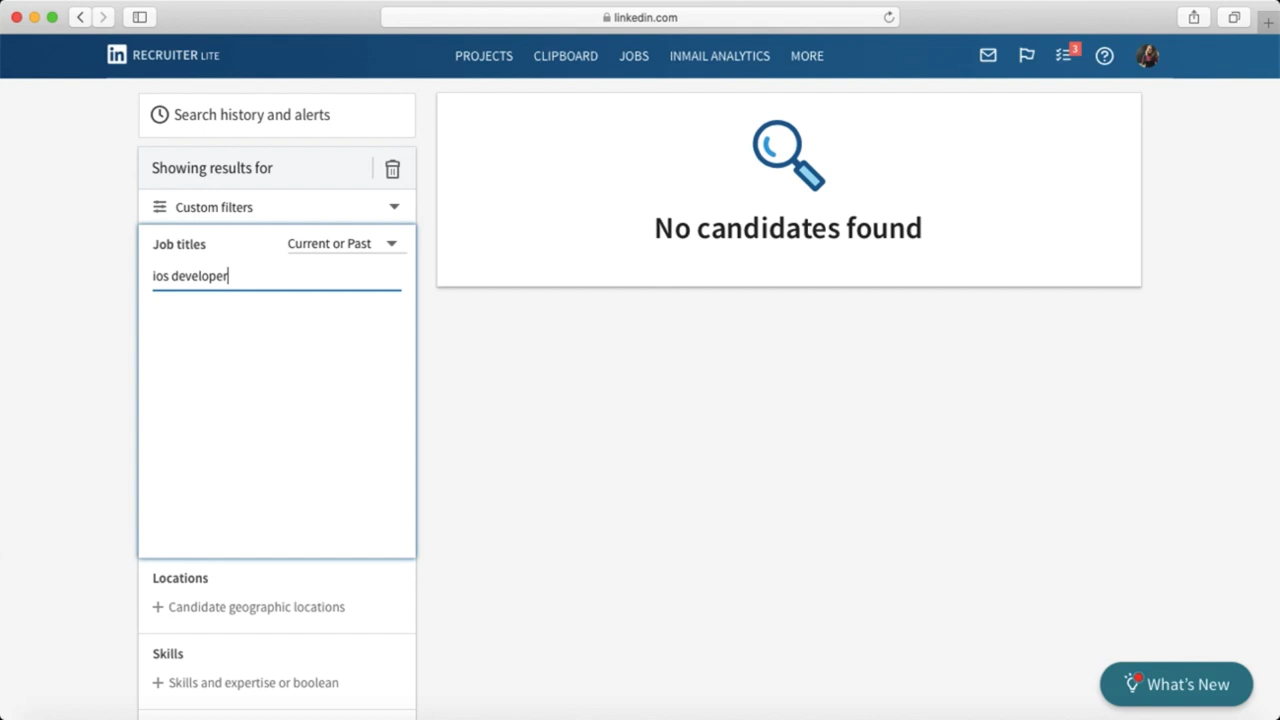 linkedin.com
in RECRUITER LITE
PROJECTS CLIPBOARD JOBS INMAIL ANALYTICS MORE
3
Search history and alerts
Showing results for
Custom filters
Job titles Current or Past
ios developer
Locations
+ Candidate geographic locations
Skills
+ Skills and expertise or boolean
No candidates found
What's New